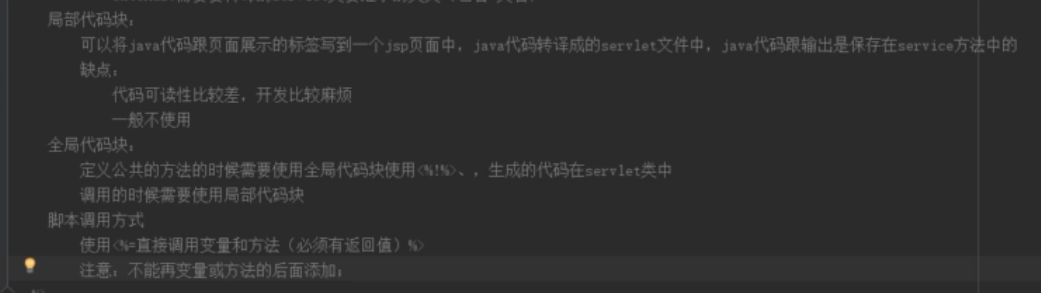 局部代码块：
可以将java代码跟页面展示的标签写到一个jsp页面中，java代码转译成的servlet文件中，java代码跟输出是保存在service方法中的
缺点：
代码可读性比较差，开发比较麻烦
一般不使用
全局代码块：
定义公共的方法的时候需要使用全局代码块使用<%!%>、，生成的代码在servlet类中
调用的时候需要使用局部代码块
脚本调用方式
使用<%=直接调用变量和方法（必须有返回值）%>
注意：不能再变量或方法的后面添加；